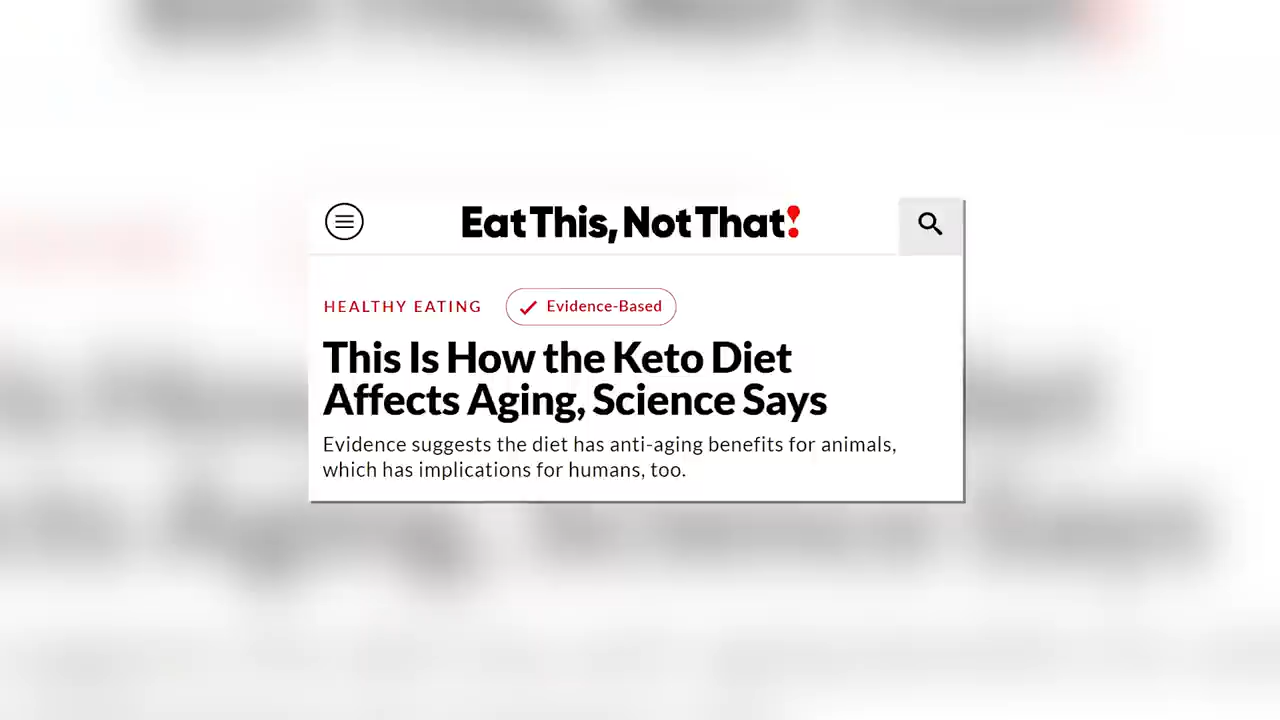 Eat This, Not That!
HEALTHY EATING
Evidence-Based
This Is How the Keto Diet
Affects Aging, Science Says
Evidence suggests the diet has anti-aging benefits for animals,
which has implications for humans, too.